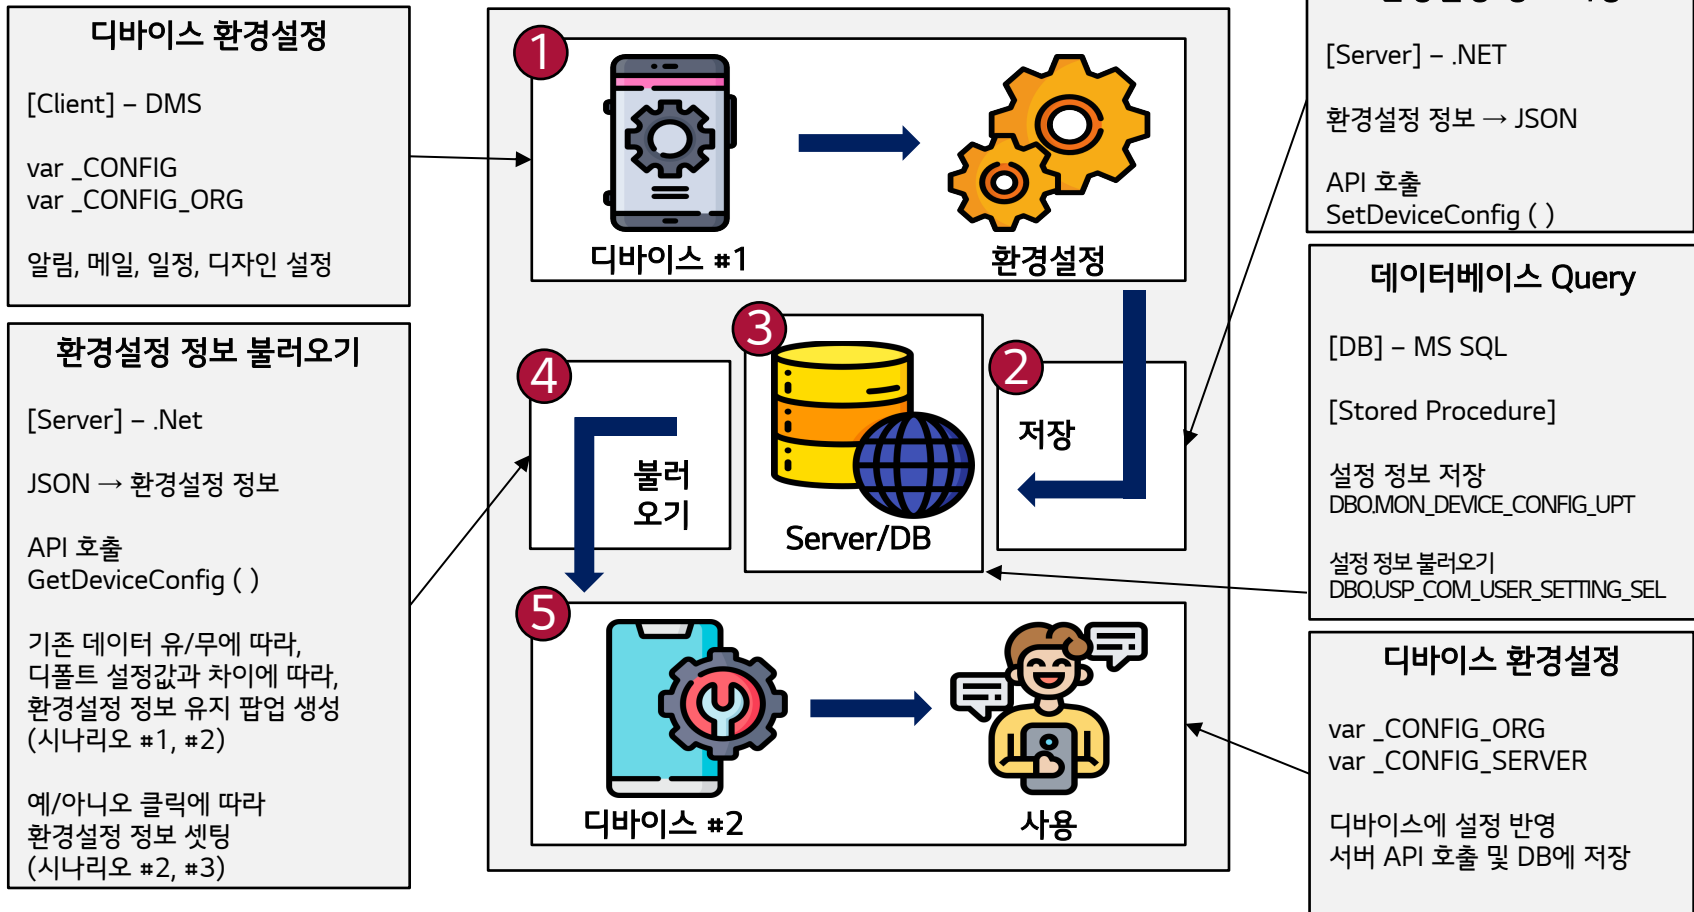 디바이스 환경설정
[Client] – DMS
var _CONFIG
var _CONFIG_ORG
알림, 메일, 일정, 디자인 설정
환경설정 정보 불러오기
[Server] – .Net
JSON → 환경설정 정보
API 호출
GetDeviceConfig ( )
기존 데이터 유/무에 따라,
디폴트 설정값과 차이에 따라,
환경설정 정보 유지 팝업 생성
(시나리오 #1, #2)
예/아니오 클릭에 따라
환경설정 정보 셋팅
(시나리오 #2, #3)
1
디바이스 #1
환경설정
2
저장
3
Server/DB
4
불러
오기
5
디바이스 #2
사용
[Server] – .NET
환경설정 정보 → JSON
API 호출
SetDeviceConfig ( )
데이터베이스 Query
[DB] – MS SQL
[Stored Procedure]
설정 정보 저장
DBO.MON_DEVICE_CONFIG_UPT
설정 정보 불러오기
DBO.USP_COM_USER_SETTING_SEL
디바이스 환경설정
var _CONFIG_ORG
var _CONFIG_SERVER
디바이스에 설정 반영
서버 API 호출 및 DB에 저장